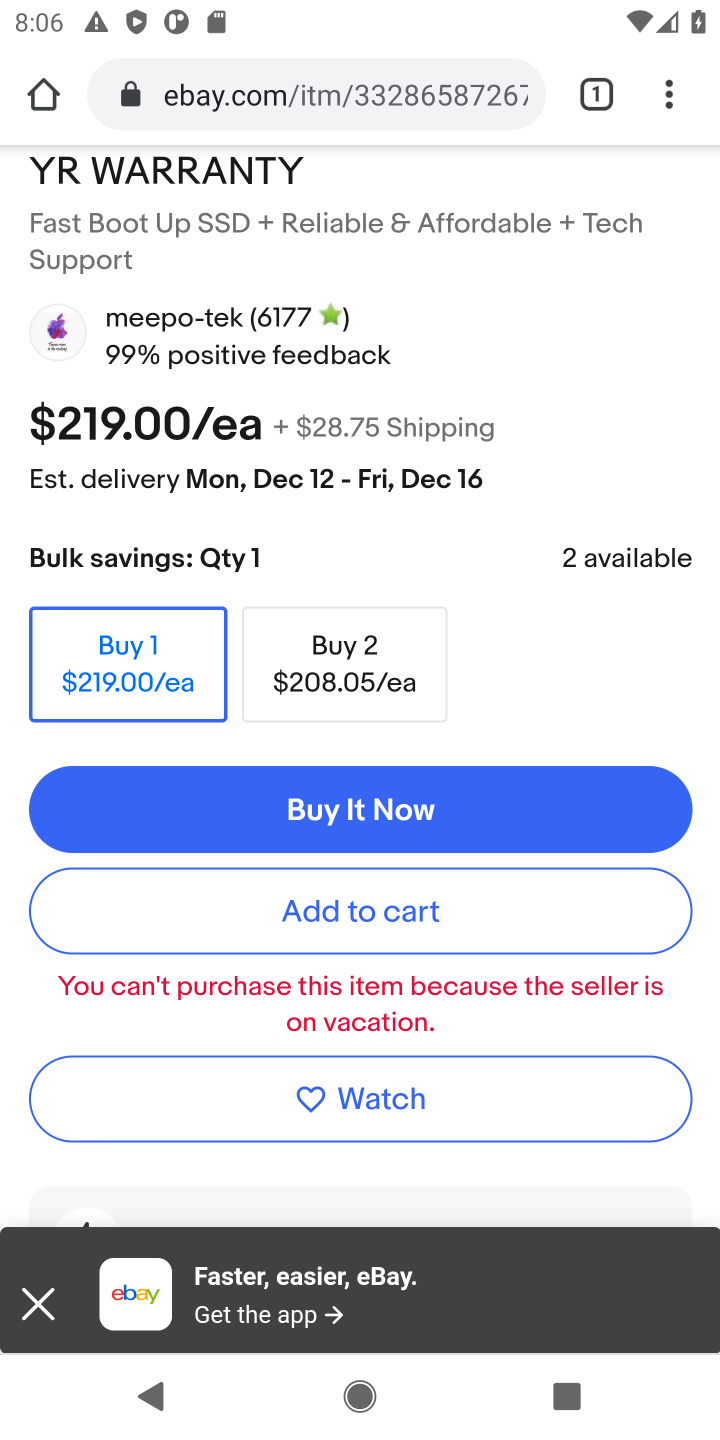 8:06
ebay.com/itm/33286587267
1
YR WARRANTY
Fast Boot Up SSD + Reliable & Affordable + Tech
Support
meepo-tek (6177 ⭐)
99% positive feedback
$219.00/ea + $28.75 Shipping
Est. delivery Mon, Dec 12 - Fri, Dec 16
Bulk savings: Qty 1 2 available
Buy 1 Buy 2
$219.00/ea $208.05/ea
Buy It Now
Add to cart
You can't purchase this item because the seller is
on vacation.
Watch
Faster, easier, eBay.
ebay
Get the app →